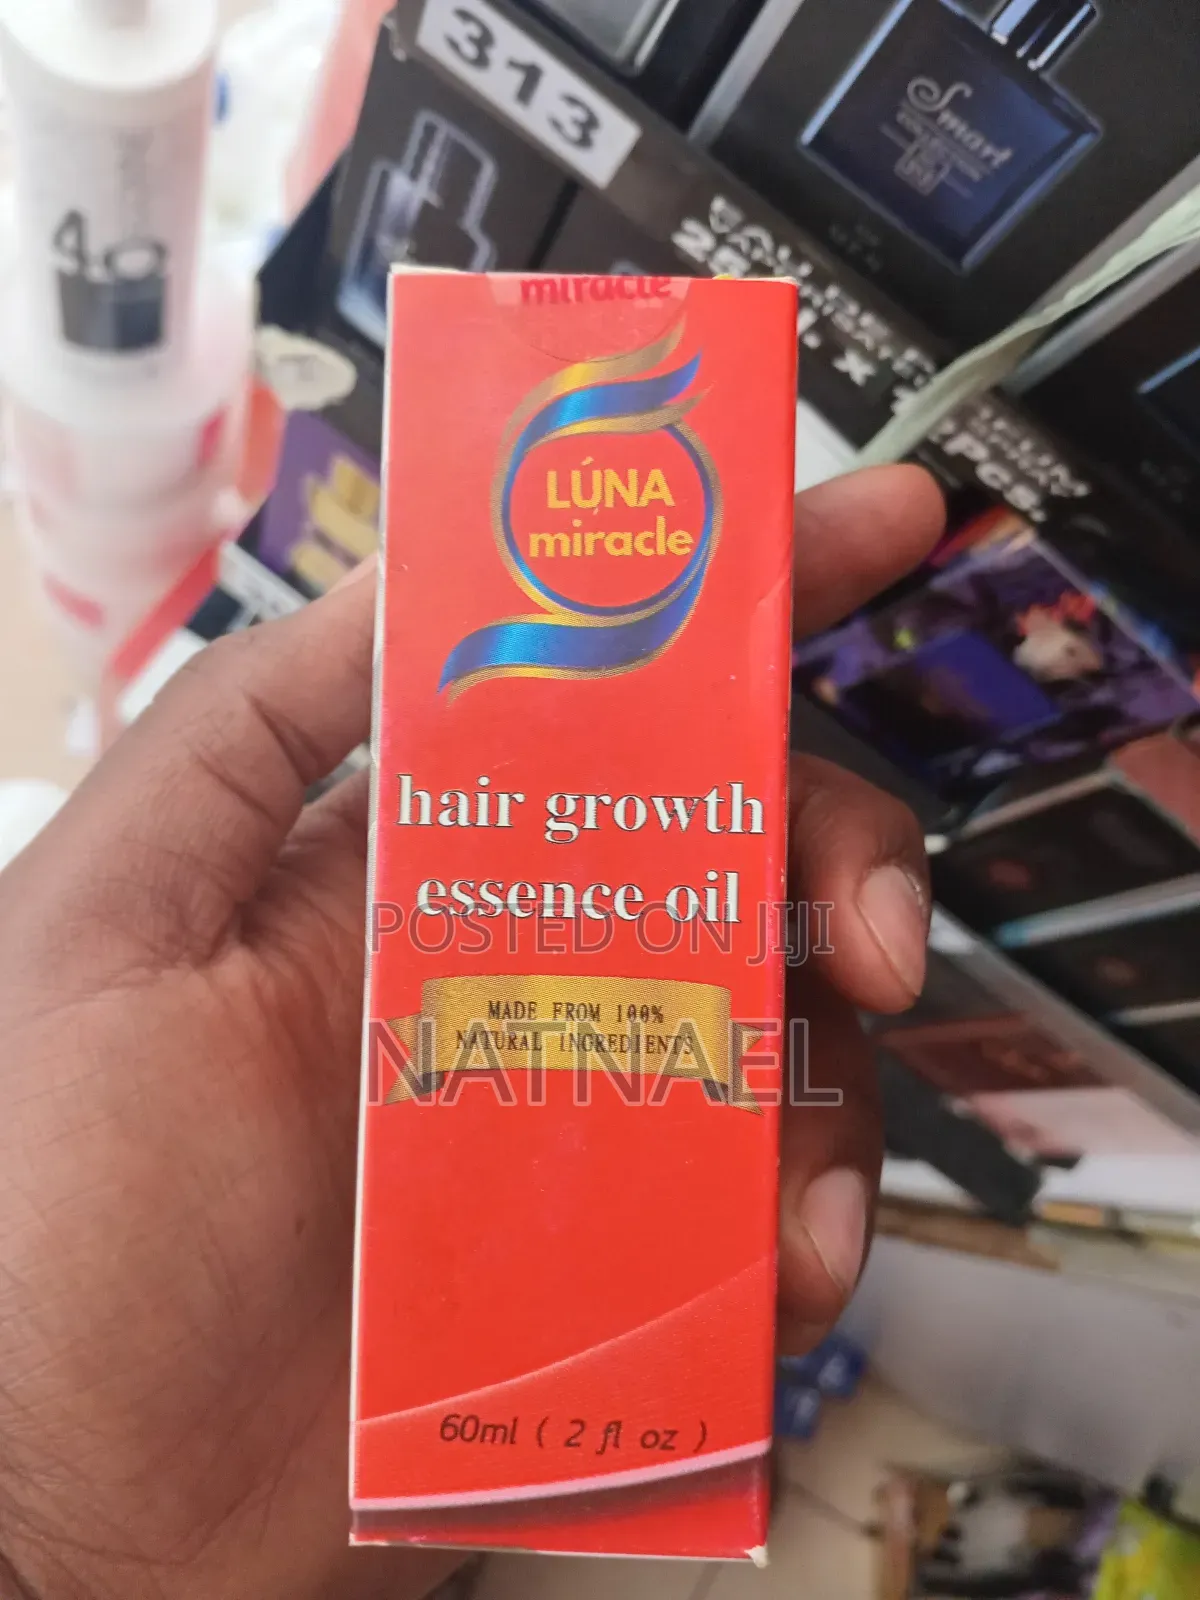 313
Smart
miracle
LÚNA
miracle
hair growth
essence oil
POSTED ON JIJI
MADE FROM 100%
NATURAL INGREDIENTS
NATNAEL
60ml ( 2 fl oz )